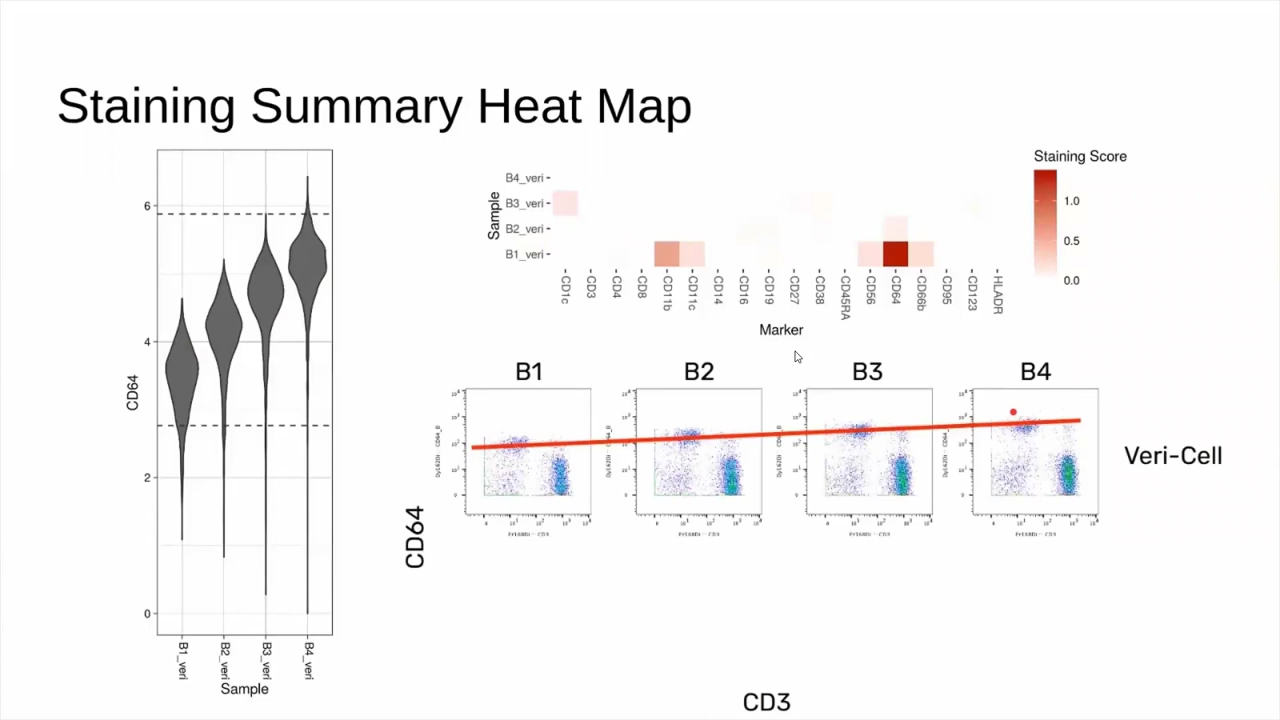 Staining Summary Heat Map
6
4
2
0
CD64
B1_veri
B2_veri
B3_veri
B4_veri
Sample
Staining Score
1.0
0.5
0.0
Sample
B4_veri
B3_veri
B2_veri
B1_veri
CD1c
CD3
CD4
CD8
CD11b
CD11c
CD14
CD16
CD19
CD27
CD38
CD45RA
CD56
CD64
CD66b
CD95
CD123
HLADR
Marker
B1
B2
B3
B4
Veri-Cell
CD64
CD3